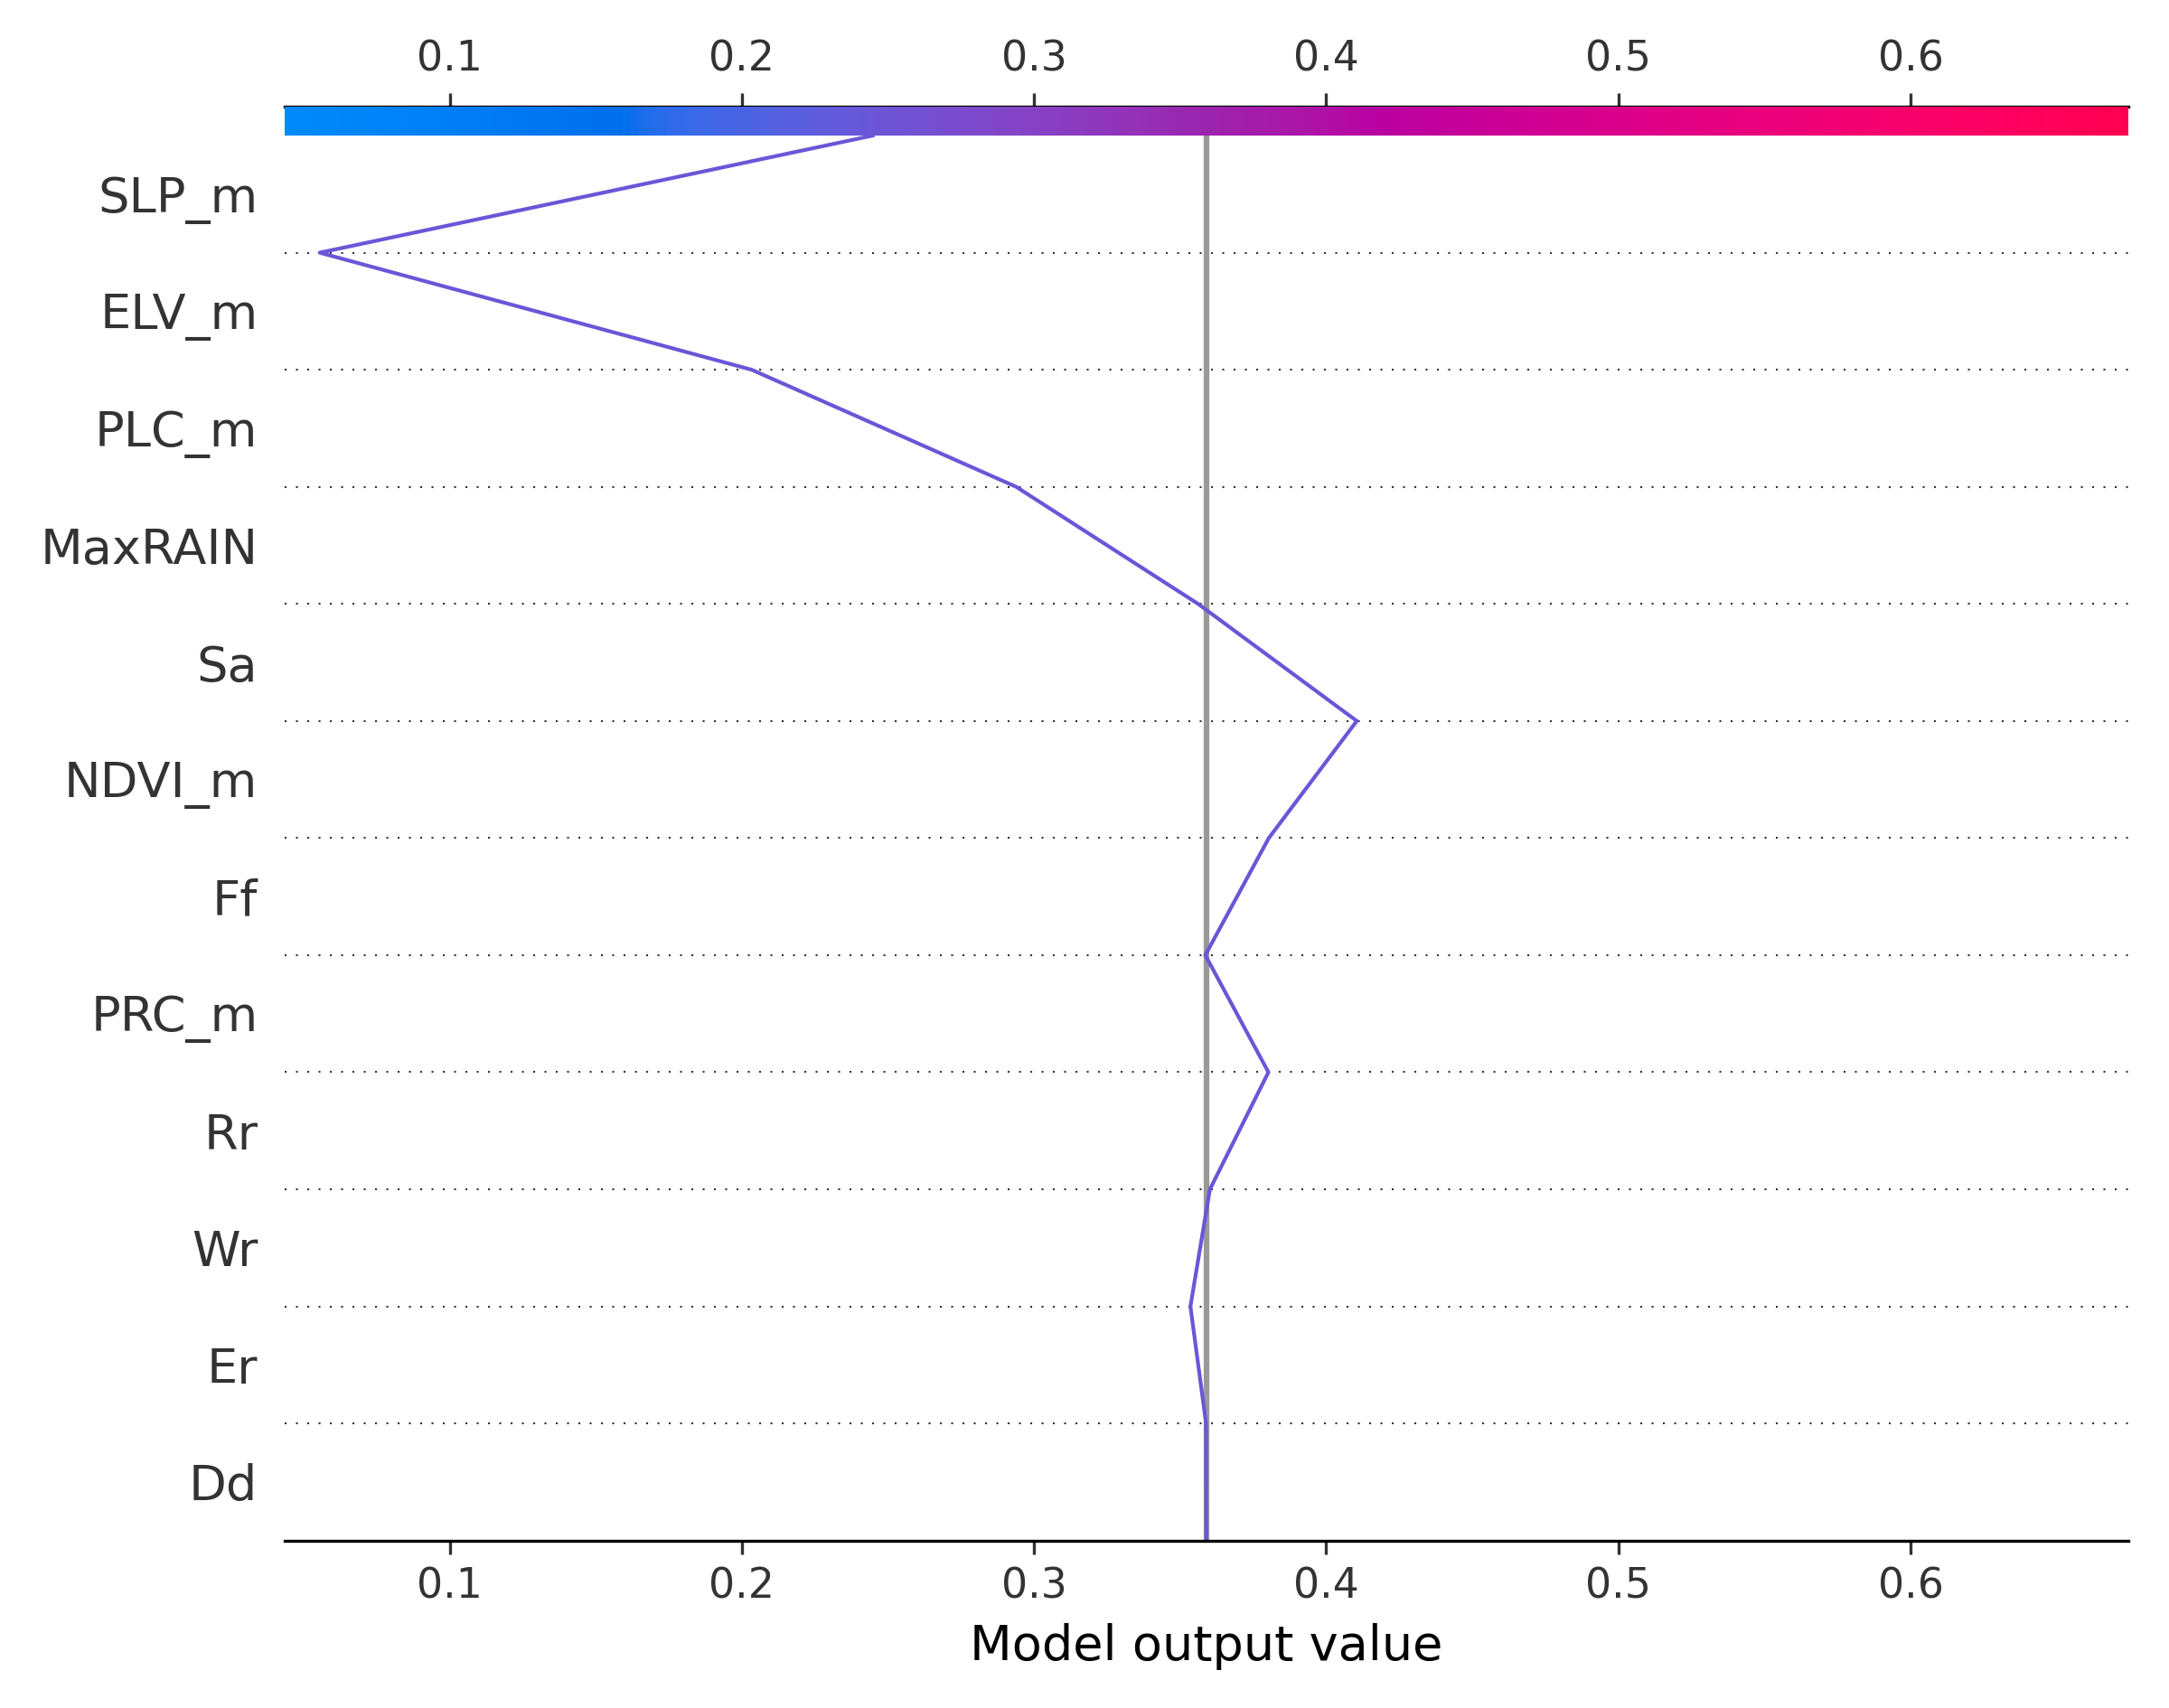 0.1 0.2 0.3 0.4 0.5 0.6
SLP_m
ELV_m
PLC_m
MaxRAIN
Sa
NDVI_m
Ff
PRC_m
Rr
Wr
Er
Dd
0.1 0.2 0.3 0.4 0.5 0.6
Model output value